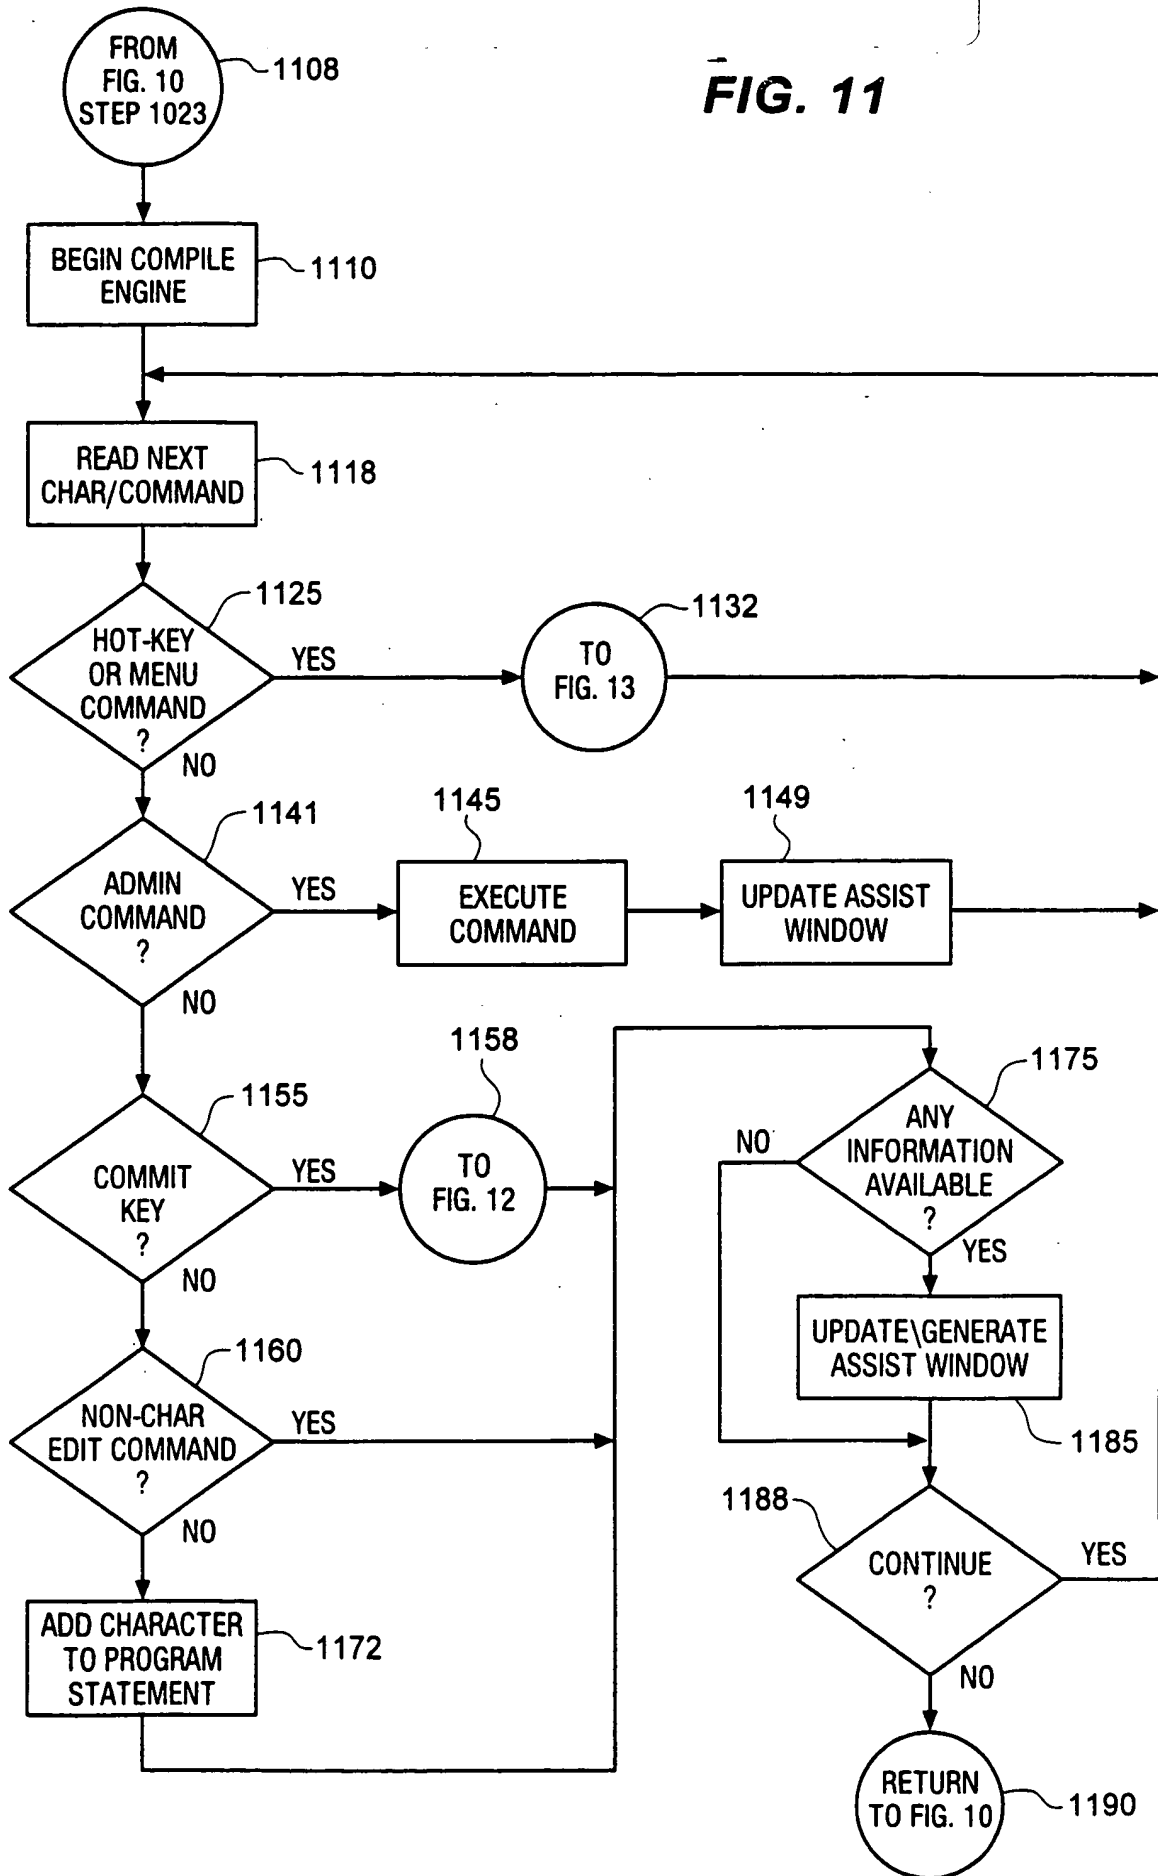 FROM
FIG. 10
STEP 1023
1108
FIG. 11
BEGIN COMPILE
ENGINE
1110
READ NEXT
CHAR/COMMAND
1118
1125
HOT-KEY
OR MENU
COMMAND
?
YES
NO
1132
TO
FIG. 13
1141
ADMIN
COMMAND
?
YES
NO
1145
EXECUTE
COMMAND
1149
UPDATE ASSIST
WINDOW
1155
COMMIT
KEY
?
YES
NO
1158
TO
FIG. 12
1160
NON-CHAR
EDIT COMMAND
?
YES
NO
ADD CHARACTER
TO PROGRAM
STATEMENT
1172
1175
ANY
INFORMATION
AVAILABLE
?
NO
YES
UPDATE\GENERATE
ASSIST WINDOW
1185
1188
CONTINUE
?
YES
NO
RETURN
TO FIG. 10
1190